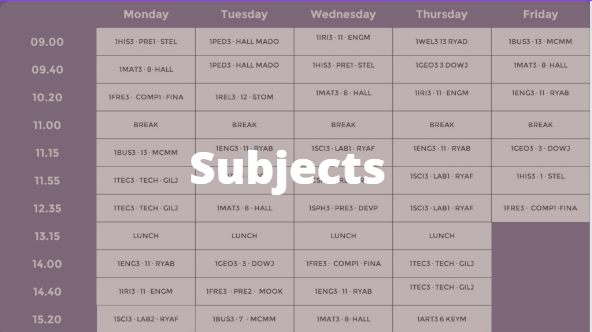 Monday Tuesday Wednesday Thursday Friday
09.00 1HIS3 · PRE1 · STEL 1PED3 · HALL MADO 1IRI3 · 11 · ENGM 1WEL3 13 RYAD 1BUS3 · 13 · MCMM
09.40 1MAT3 · 8 · HALL 1PED3 · HALL MADO 1HIS3 · PRE1 · STEL 1GEO3 3 DOWJ 1MAT3 · 8 · HALL
10.20 1FRE3 · COMP1 · FINA 1REL3 · 12 · STOM 1MAT3 · 8 · HALL 1IRI3 · 11 · ENGM 1ENG3 · 11 · RYAB
11.00 BREAK BREAK BREAK BREAK BREAK
11.15 1BUS3 · 13 · MCMM 1ENG3 · 11 · RYAB 1SCI3 · LAB1 · RYAF 1ENG3 · 11 · RYAB 1GEO3 · 3 · DOWJ
Subjects
11.55 1TEC3 · TECH · GILJ 1SCI3 · LAB1 · RYAF 1HIS3 · 1 · STEL
12.35 1TEC3 · TECH · GILJ 1MAT3 · 8 · HALL 1SPH3 · PRE3 · DEVP 1SCI3 · LAB1 · RYAF 1FRE3 · COMP1 · FINA
13.15 LUNCH LUNCH LUNCH LUNCH
14.00 1ENG3 · 11 · RYAB 1GEO3 · 3 · DOWJ 1FRE3 · COMP1 · FINA 1TEC3 · TECH · GILJ
14.40 1IRI3 · 11 · ENGM 1FRE3 · PRE2 · MOOK 1ENG3 · 11 · RYAB 1TEC3 · TECH · GILJ
15.20 1SCI3 · LAB2 · RYAF 1BUS3 · 7 · MCMM 1MAT3 · 8 · HALL 1ART3 6 KEYM